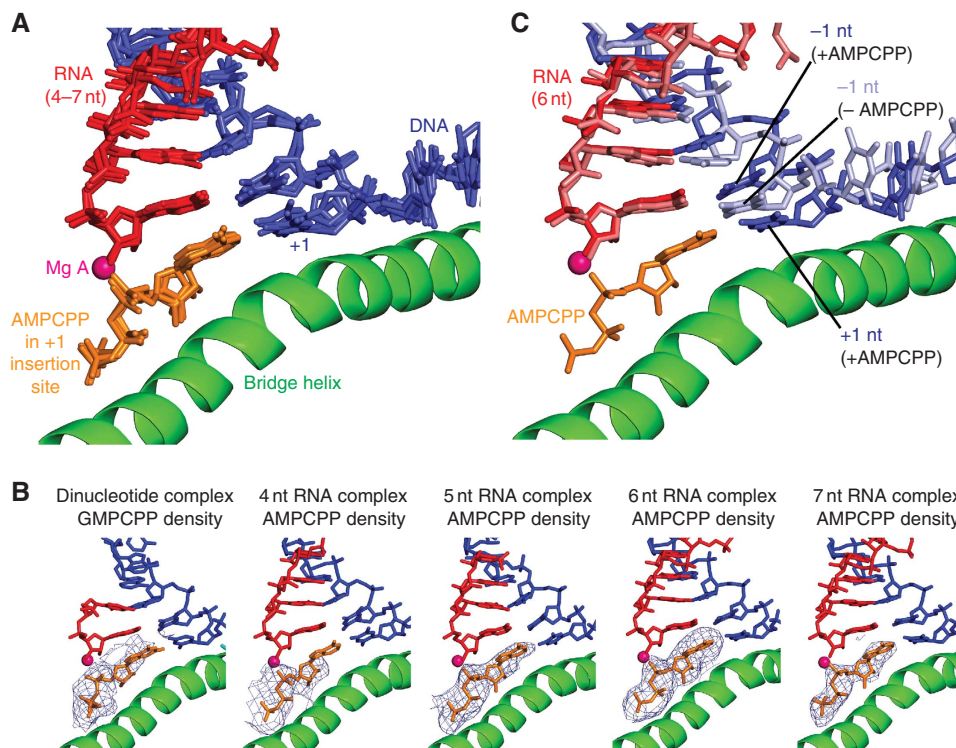 A
RNA
(4–7 nt)
DNA
+1
Mg A
AMPCPP
in +1
insertion
site
Bridge helix
C
–1 nt
(+AMPCPP)
RNA
(6 nt)
–1 nt
(– AMPCPP)
AMPCPP
+1 nt
(+AMPCPP)
B
Dinucleotide complex
GMPCPP density
4 nt RNA complex
AMPCPP density
5 nt RNA complex
AMPCPP density
6 nt RNA complex
AMPCPP density
7 nt RNA complex
AMPCPP density